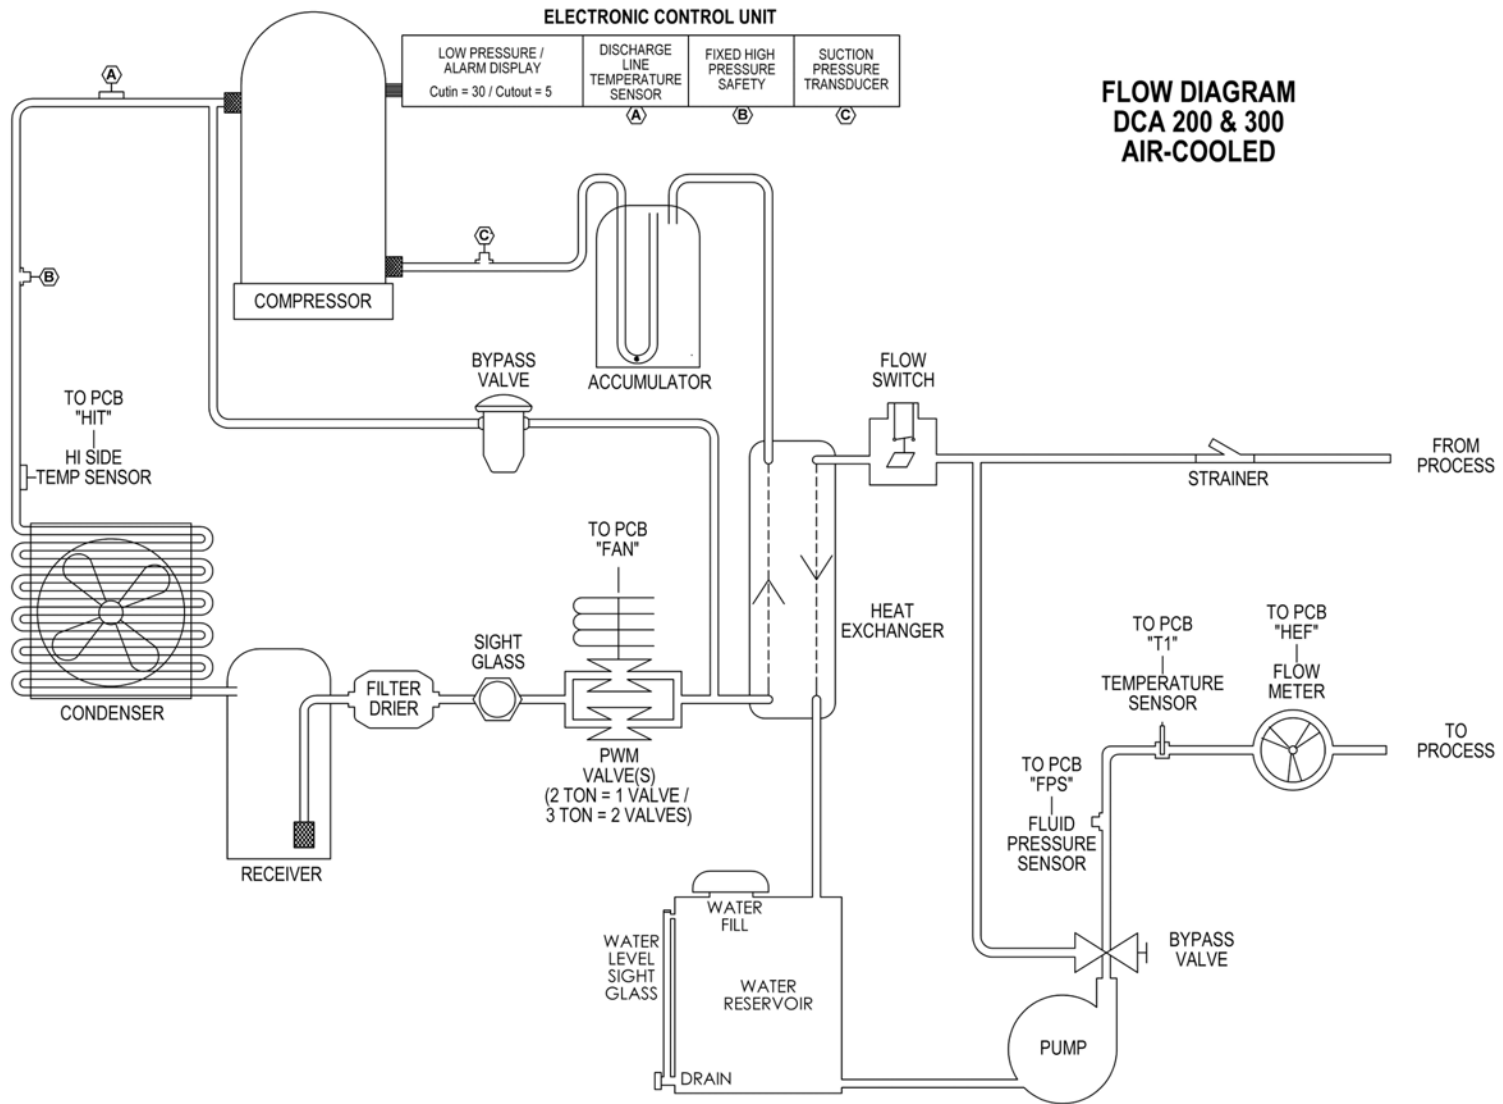 ELECTRONIC CONTROL UNIT
LOW PRESSURE /
ALARM DISPLAY
Cutin = 30 / Cutout = 5
DISCHARGE
LINE
TEMPERATURE
SENSOR
FIXED HIGH
PRESSURE
SAFETY
SUCTION
PRESSURE
TRANSDUCER
A
B
C
FLOW DIAGRAM
DCA 200 & 300
AIR-COOLED
A
C
B
COMPRESSOR
ACCUMULATOR
BYPASS
VALVE
FLOW
SWITCH
TO PCB
"HIT"
HI SIDE
TEMP SENSOR
STRAINER
FROM
PROCESS
TO PCB
"FAN"
HEAT
EXCHANGER
SIGHT
GLASS
FILTER
DRIER
CONDENSER
PWM
VALVE(S)
(2 TON = 1 VALVE /
3 TON = 2 VALVES)
RECEIVER
TO PCB
"T1"
TEMPERATURE
SENSOR
TO PCB
"HEF"
FLOW
METER
TO
PROCESS
TO PCB
"FPS"
FLUID
PRESSURE
SENSOR
WATER
FILL
WATER
LEVEL
SIGHT
GLASS
WATER
RESERVOIR
BYPASS
VALVE
PUMP
DRAIN